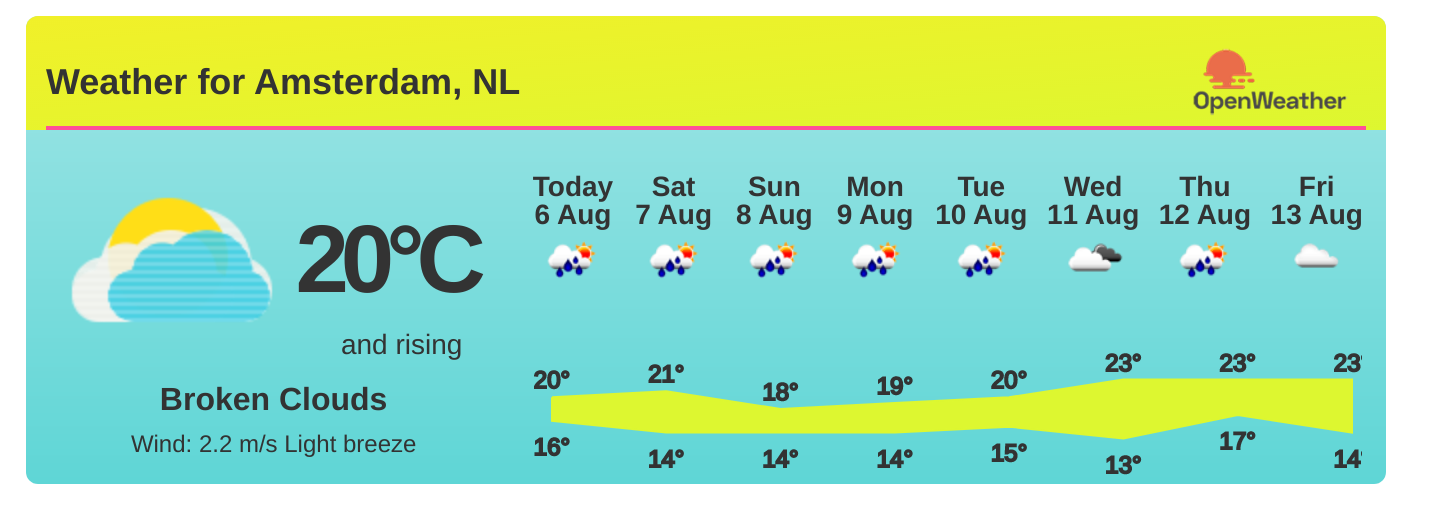 Weather for Amsterdam, NL
OpenWeather
20°C
and rising
Broken Clouds
Wind: 2.2 m/s Light breeze
Today Sat Sun Mon Tue Wed Thu Fri
6 Aug 7 Aug 8 Aug 9 Aug 10 Aug 11 Aug 12 Aug 13 Aug
20° 21° 18° 19° 20° 23° 23° 23°
16° 14° 14° 14° 15° 13° 17° 14°